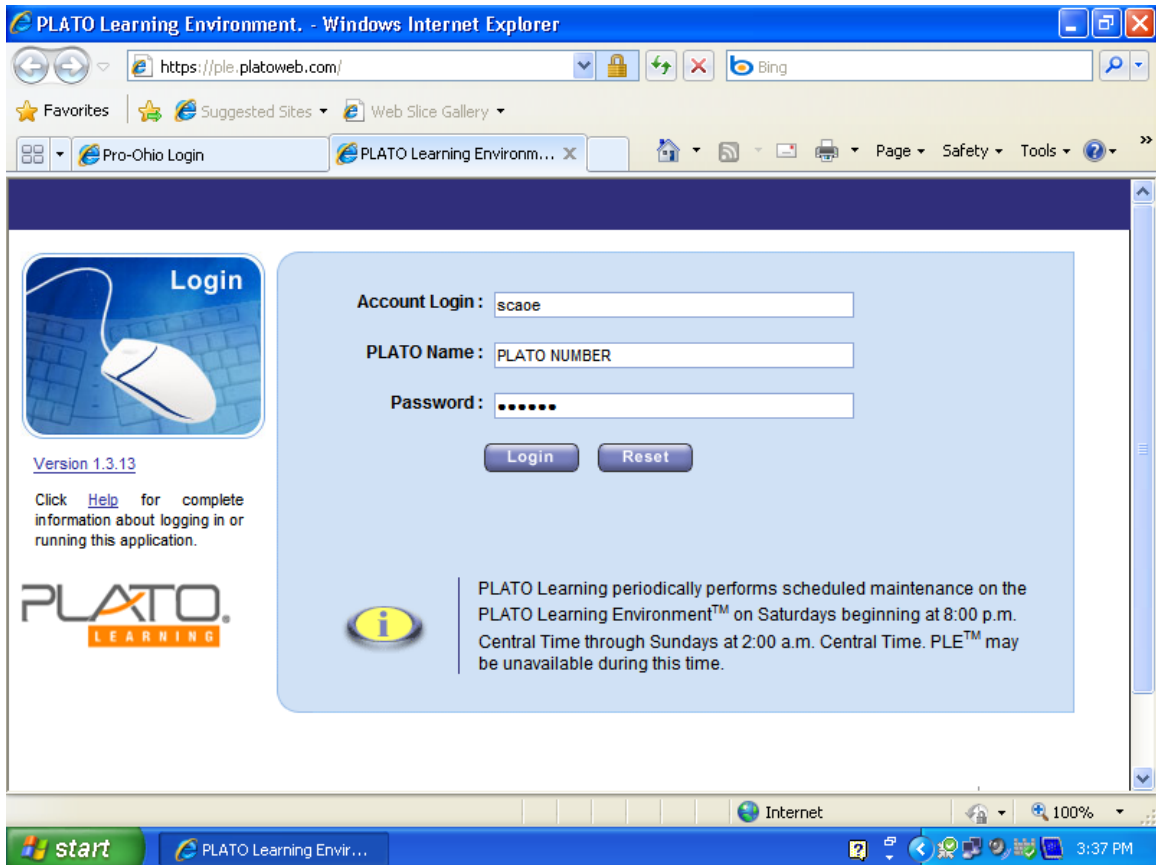 PLATO Learning Environment. - Windows Internet Explorer
https://ple.platoweb.com/
Bing
Favorites
Suggested Sites
Web Slice Gallery
Pro-Ohio Login
PLATO Learning Environm...
Page
Safety
Tools
Login
Account Login :
scaoe
PLATO Name :
PLATO NUMBER
Password :
Login
Reset
Version 1.3.13
Click Help for complete
information about logging in or
running this application.
PLATO.
LEARNING
PLATO Learning periodically performs scheduled maintenance on the
PLATO Learning Environment™ on Saturdays beginning at 8:00 p.m.
Central Time through Sundays at 2:00 a.m. Central Time. PLE™ may
be unavailable during this time.
Internet
100%
start
PLATO Learning Envir...
3:37 PM